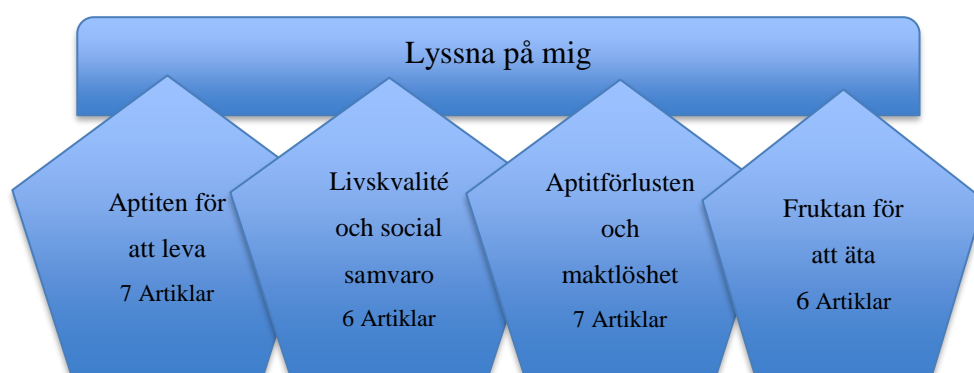 Lyssna på mig
Aptiten för
att leva
7 Artiklar
Livskvalité
och social
samvaro
6 Artiklar
Aptitförlusten
och
maktlöshet
7 Artiklar
Fruktan för
att äta
6 Artiklar